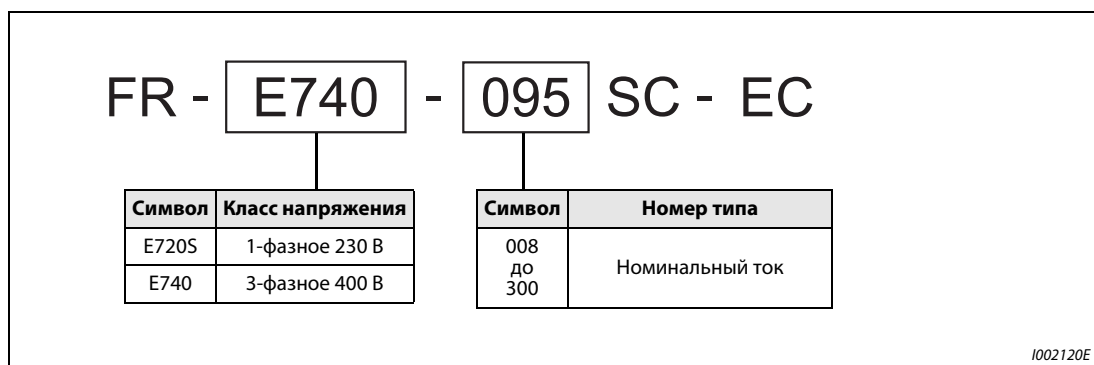 FR - E740 - 095 SC - EC
Символ Класс напряжения
E720S 1-фазное 230 В
E740 3-фазное 400 В
Символ Номер типа
008
до
300
Номинальный ток
I002120E